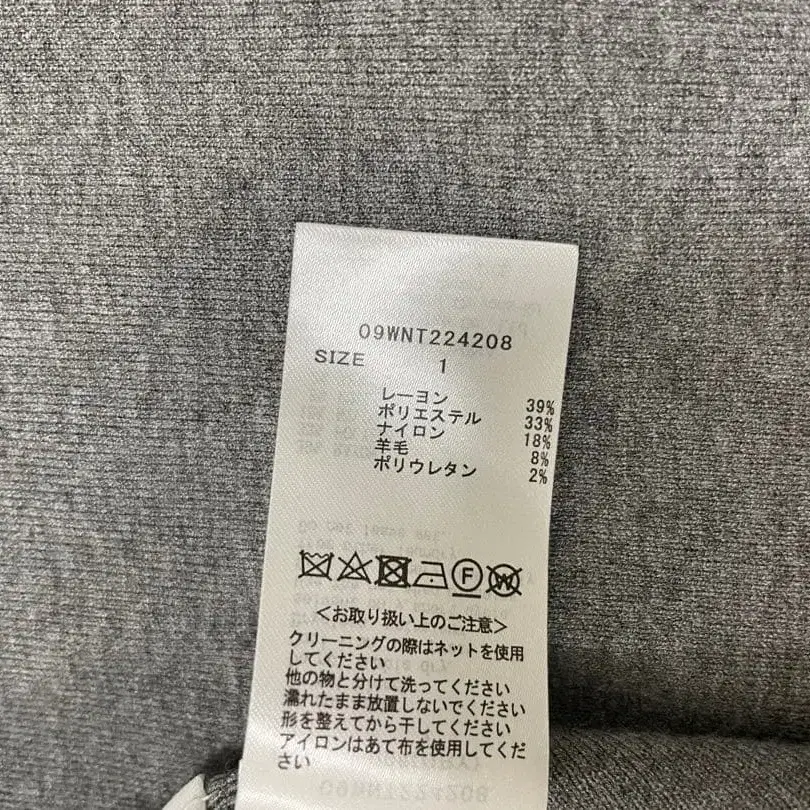 09WNT224208
SIZE 1
レーヨン 39%
ポリエステル 33%
ナイロン 18%
羊毛 8%
ポリウレタン 2%
F W
<お取り扱い上のご注意>
クリーニングの際はネットを使用
してください
他の物と分けて洗ってください
濡れたまま放置しないでください
形を整えてから干してください
アイロンはあて布を使用してくだ
さい